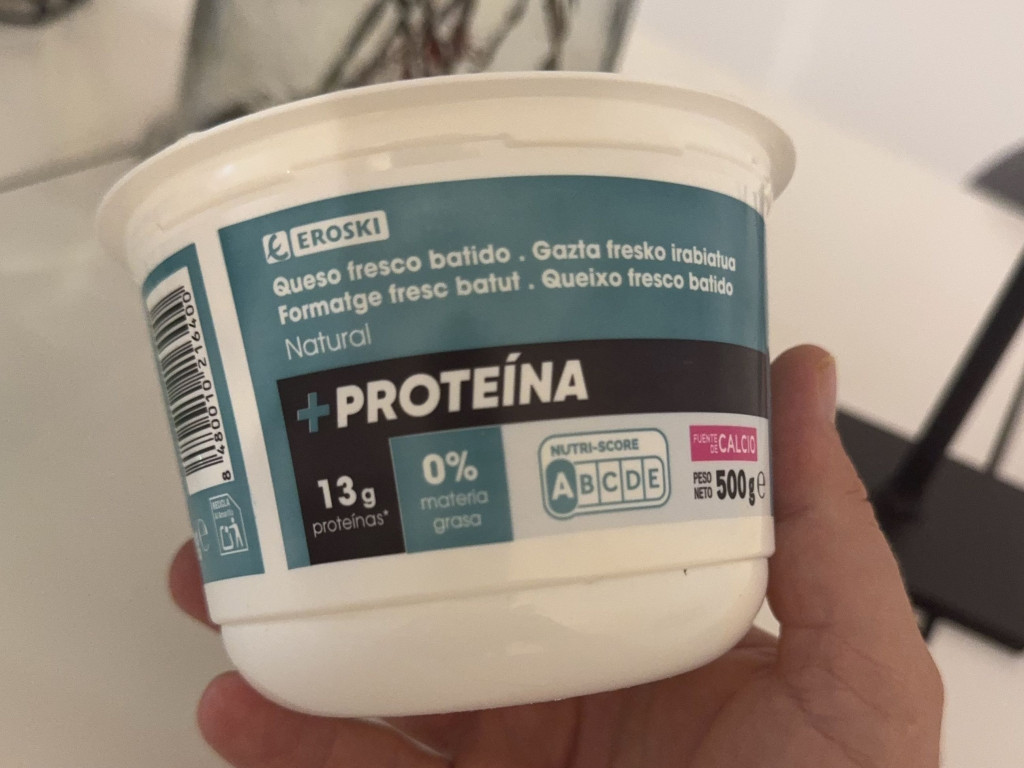 EROSKI
Queso fresco batido . Gazta fresko irabiatua
Formatge fresc batut . Queixo fresco batido
Natural
+PROTEÍNA
13g
proteínas*
0%
materia
grasa
NUTRI-SCORE
A B C D E
FUENTE DE CALCIO
PESO NETO 500 g e
8 480010 216400